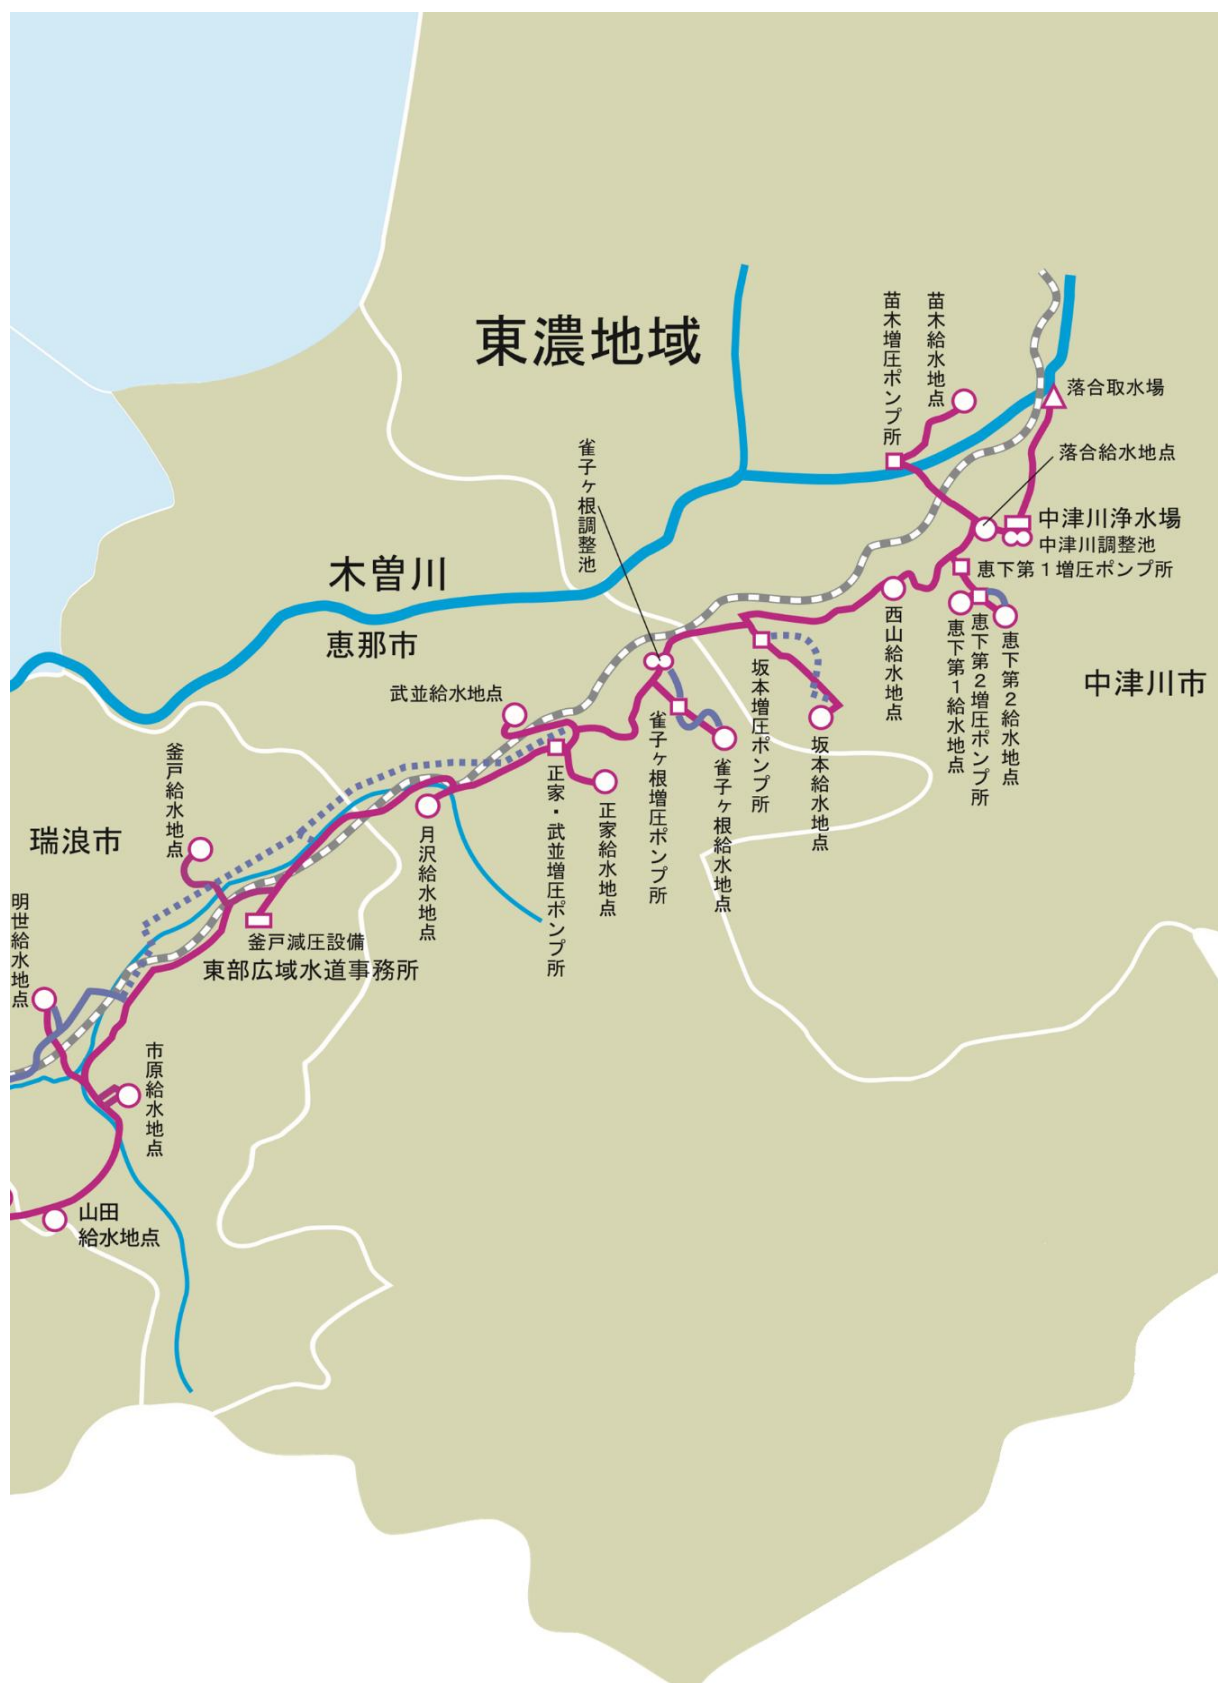 東濃地域
苗木増圧ポンプ所
苗木給水地点
落合取水場
落合給水地点
雀子ヶ根調整池
中津川浄水場
中津川調整池
恵下第1増圧ポンプ所
木曽川
恵那市
西山給水地点
恵下第1給水地点
恵下第2増圧ポンプ所
恵下第2給水地点
中津川市
武並給水地点
坂本増圧ポンプ所
坂本給水地点
雀子ヶ根増圧ポンプ所
雀子ヶ根給水地点
正家・武並増圧ポンプ所
正家給水地点
月沢給水地点
釜戸給水地点
瑞浪市
明世給水地点
釜戸減圧設備
東部広域水道事務所
市原給水地点
山田
給水地点